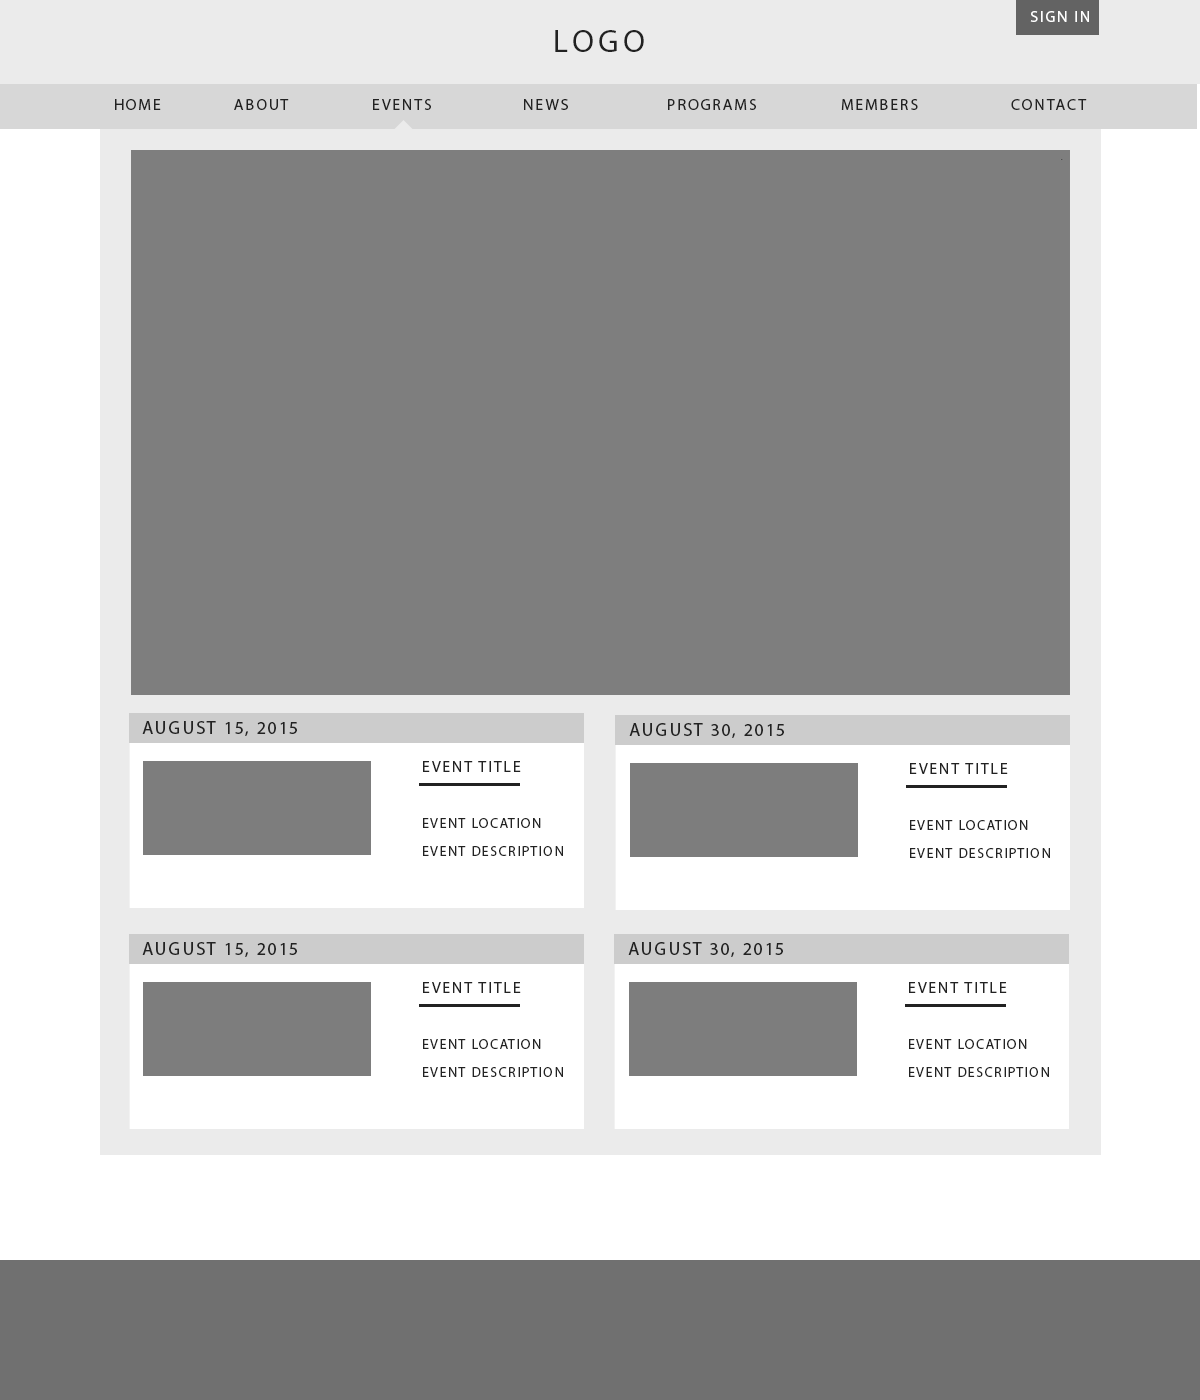 SIGN IN
LOGO
HOME ABOUT EVENTS NEWS PROGRAMS MEMBERS CONTACT
AUGUST 15, 2015
EVENT TITLE
EVENT LOCATION
EVENT DESCRIPTION
AUGUST 30, 2015
EVENT TITLE
EVENT LOCATION
EVENT DESCRIPTION
AUGUST 15, 2015
EVENT TITLE
EVENT LOCATION
EVENT DESCRIPTION
AUGUST 30, 2015
EVENT TITLE
EVENT LOCATION
EVENT DESCRIPTION